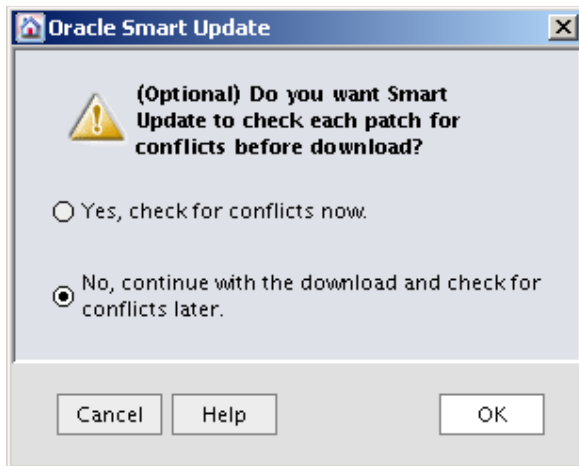 Oracle Smart Update
(Optional) Do you want Smart
Update to check each patch for
conflicts before download?
Yes, check for conflicts now.
No, continue with the download and check for
conflicts later.
Cancel
Help
OK